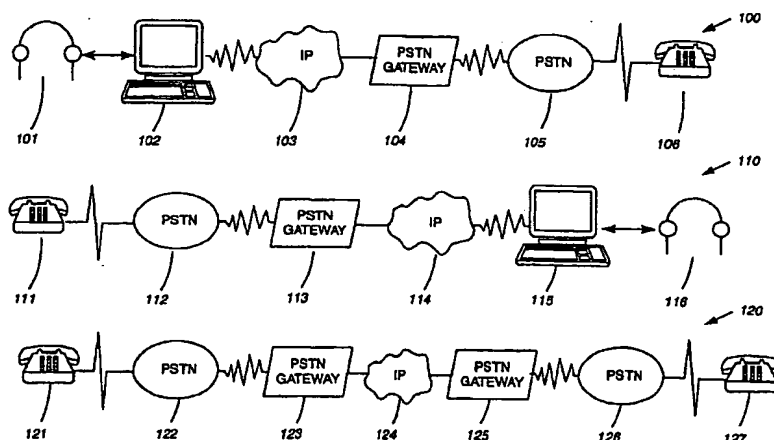 100
IP
PSTN
GATEWAY
PSTN
101
102
103
104
105
106
110
PSTN
PSTN
GATEWAY
IP
111
112
113
114
115
116
120
PSTN
PSTN
GATEWAY
IP
PSTN
GATEWAY
PSTN
121
122
123
124
125
126
127